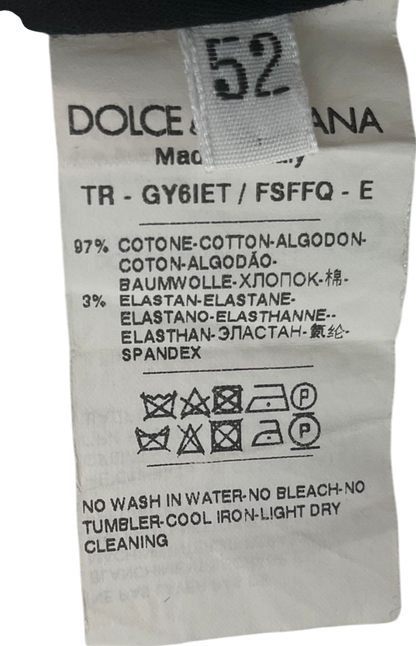 52
DOLCE & ANA
Mad ly
TR - GY6IET / FSFFQ - E
97% COTONE-COTTON-ALGODON-
COTON-ALGODÃO-
BAUMWOLLE-ХЛОПОК-棉-
3% ELASTAN-ELASTANE-
ELASTANO-ELASTHANNE--
ELASTHAN-ЭЛАСТАН-氨纶-
SPANDEX
P
P
NO WASH IN WATER-NO BLEACH-NO
TUMBLER-COOL IRON-LIGHT DRY
CLEANING